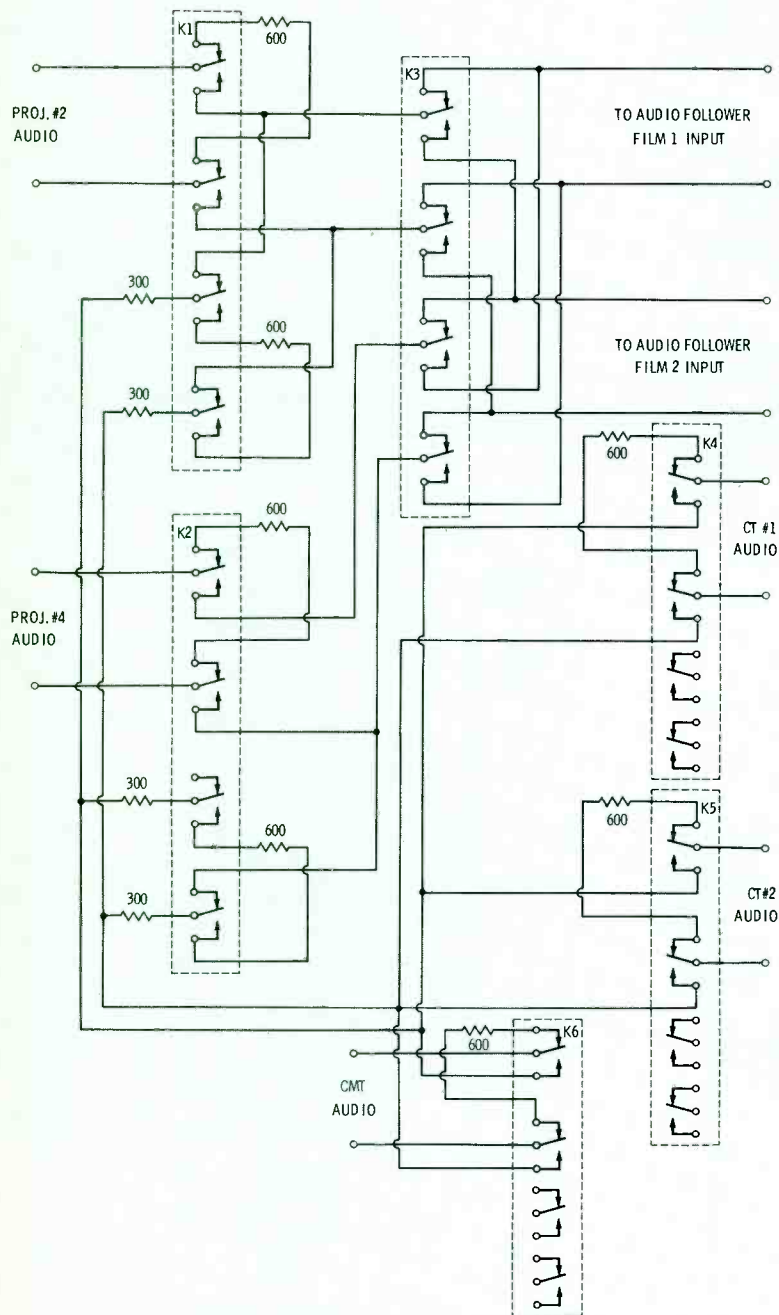 K1
600
PROJ. #2
AUDIO
K3
TO AUDIO FOLLOWER
FILM 1 INPUT
300
600
300
TO AUDIO FOLLOWER
FILM 2 INPUT
K4
600
CT #1
AUDIO
K2
600
PROJ. #4
AUDIO
300
600
300
K5
600
CT#2
AUDIO
K6
600
CMT
AUDIO